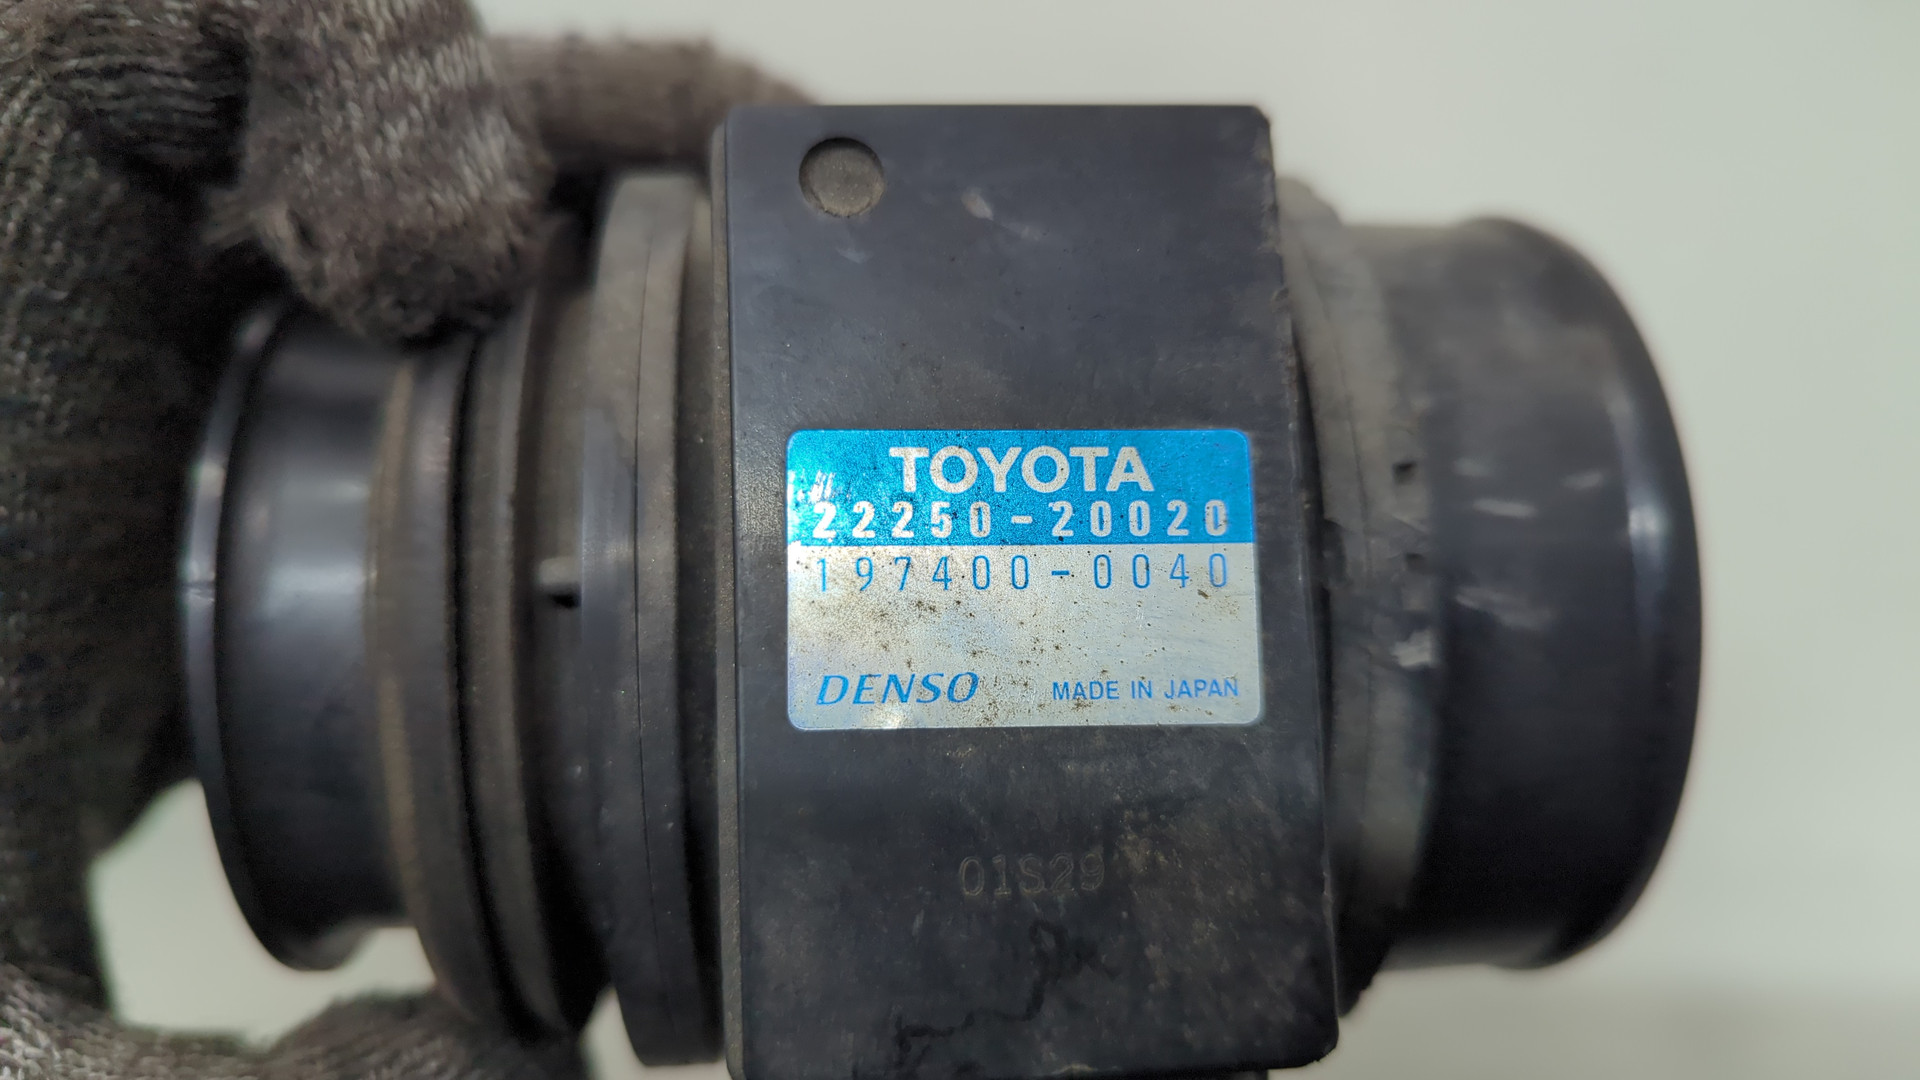 TOYOTA
22250-20020
197400-0040
DENSO MADE IN JAPAN
01S29